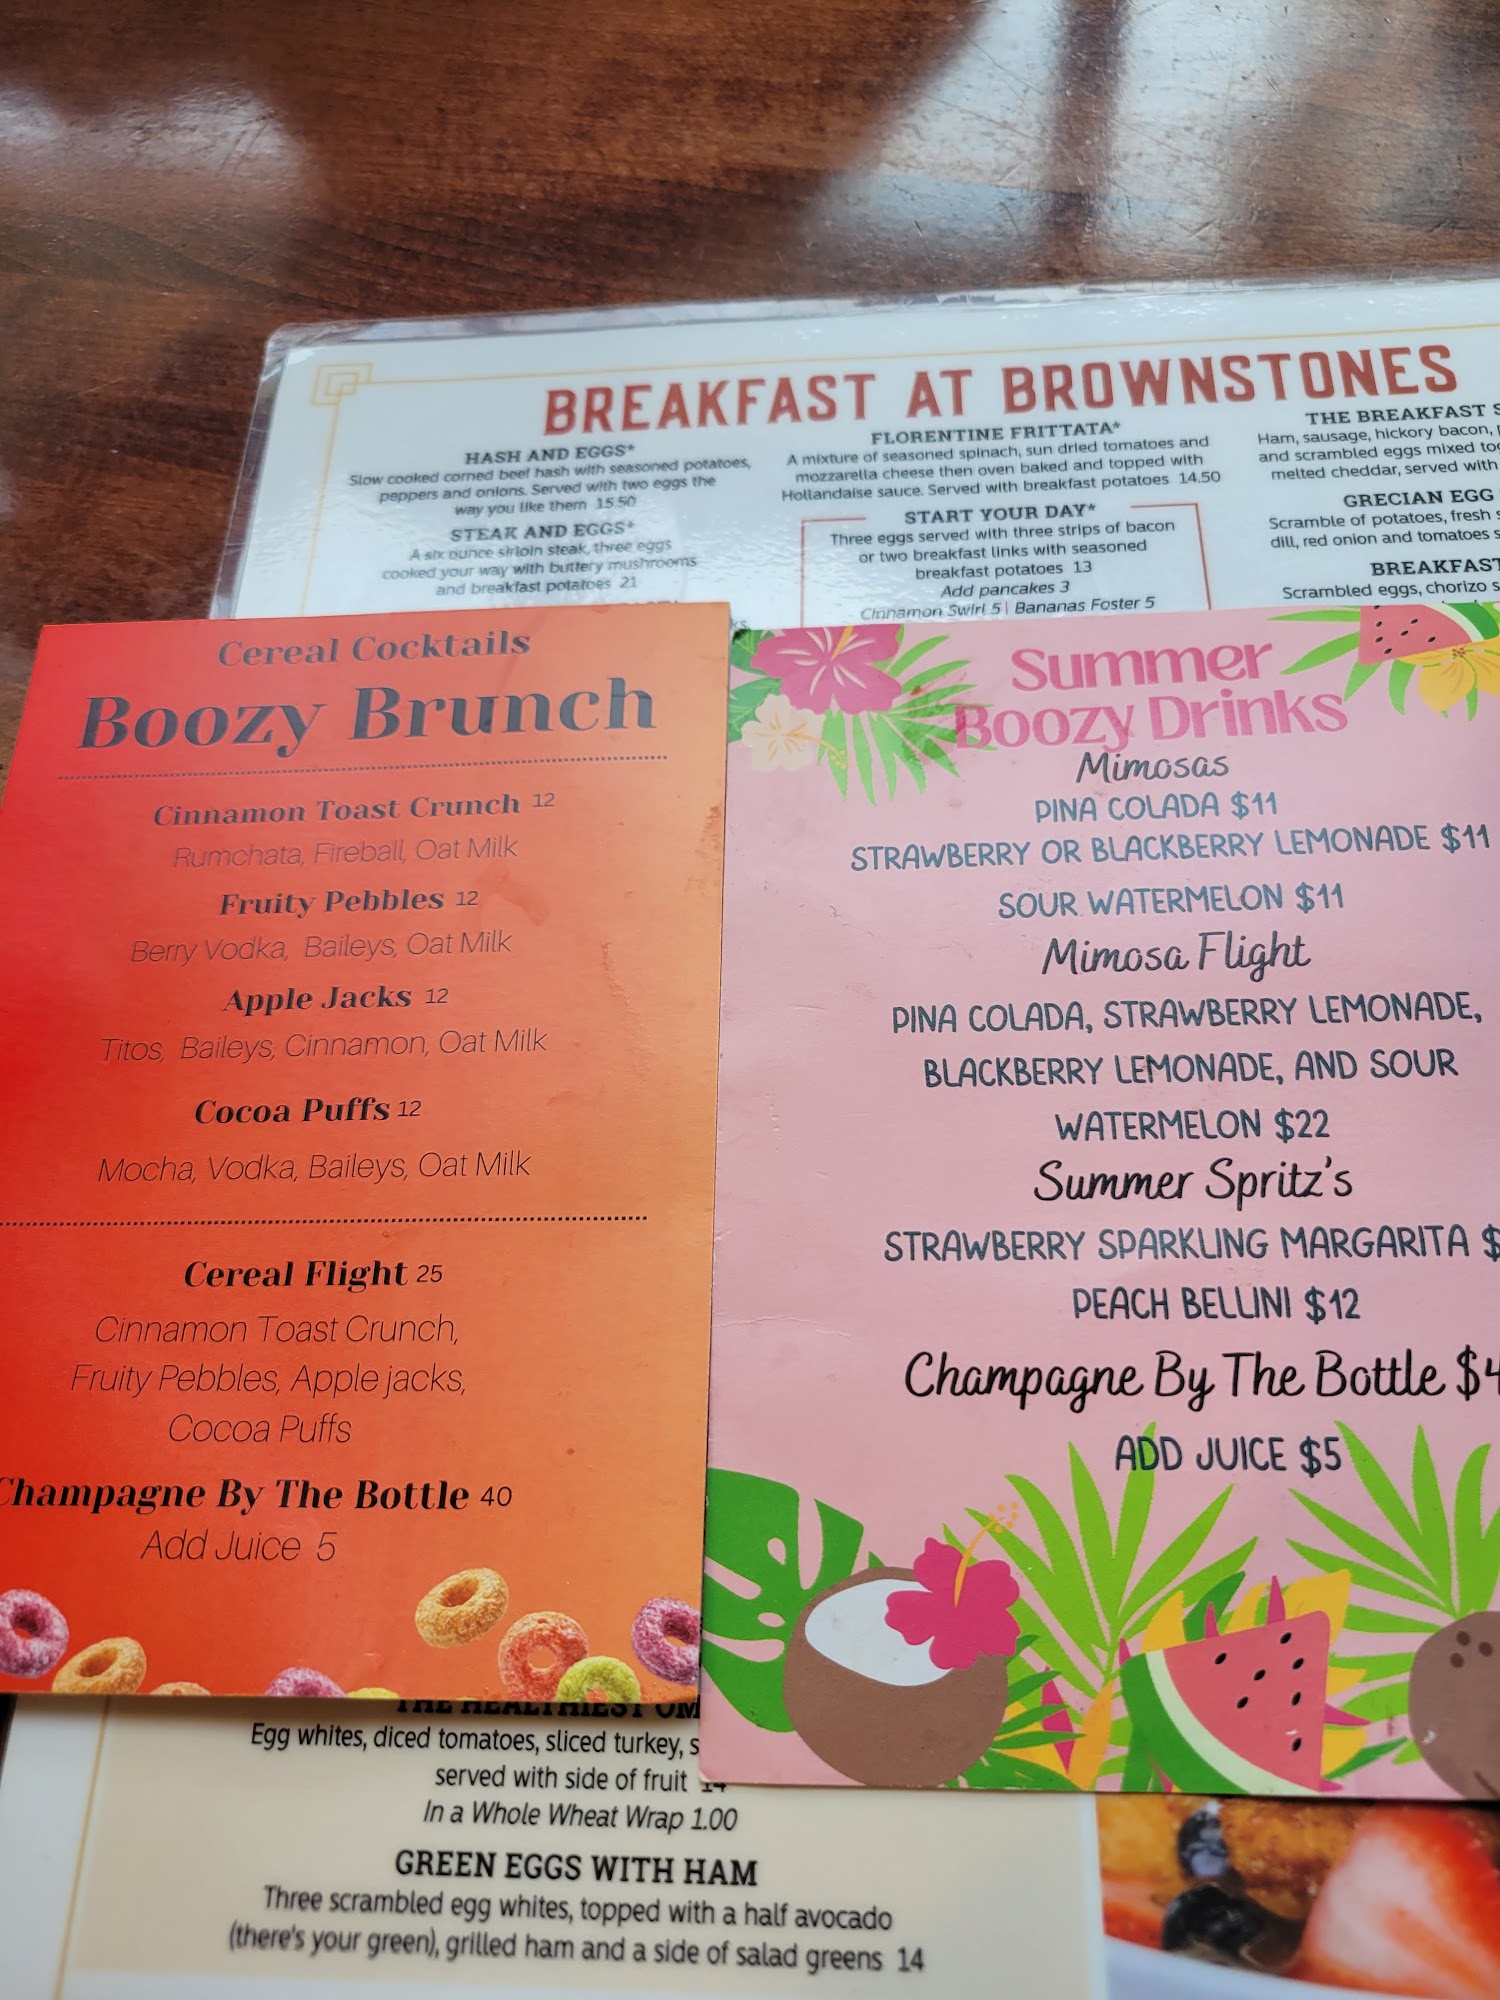 BREAKFAST AT BROWNSTONES
HASH AND EGGS*
Slow cooked corned beef hash with seasoned potatoes,
peppers and onions. Served with two eggs the
way you like them 15.50
STEAK AND EGGS*
A six ounce sirloin steak, three eggs
cooked your way with buttery mushrooms
and breakfast potatoes 21
FLORENTINE FRITTATA*
A mixture of seasoned spinach, sun dried tomatoes and
mozzarella cheese then oven baked and topped with
Hollandaise sauce. Served with breakfast potatoes 14.50
START YOUR DAY*
Three eggs served with three strips of bacon
or two breakfast links with seasoned
breakfast potatoes 13
Add pancakes 3
Cinnamon Swirl 5 | Bananas Foster 5
THE BREAKFAST S
Ham, sausage, hickory bacon,
and scrambled eggs mixed to
melted cheddar, served with
GRECIAN EGG
Scramble of potatoes, fresh s
dill, red onion and tomatoes s
BREAKFAST
Scrambled eggs, chorizo s
Cereal Cocktails
Boozy Brunch
Cinnamon Toast Crunch 12
Rumchata, Fireball, Oat Milk
Fruity Pebbles 12
Berry Vodka, Baileys, Oat Milk
Apple Jacks 12
Titos, Baileys, Cinnamon, Oat Milk
Cocoa Puffs 12
Mocha, Vodka, Baileys, Oat Milk
Cereal Flight 25
Cinnamon Toast Crunch,
Fruity Pebbles, Apple jacks,
Cocoa Puffs
Champagne By The Bottle 40
Add Juice 5
Summer
Boozy Drinks
Mimosas
PINA COLADA $11
STRAWBERRY OR BLACKBERRY LEMONADE $11
SOUR WATERMELON $11
Mimosa Flight
PINA COLADA, STRAWBERRY LEMONADE,
BLACKBERRY LEMONADE, AND SOUR
WATERMELON $22
Summer Spritz's
STRAWBERRY SPARKLING MARGARITA $
PEACH BELLINI $12
Champagne By The Bottle $4
ADD JUICE $5
THE HEALTHIEST OM
Egg whites, diced tomatoes, sliced turkey, s
served with side of fruit 14
In a Whole Wheat Wrap 1.00
GREEN EGGS WITH HAM
Three scrambled egg whites, topped with a half avocado
(there's your green), grilled ham and a side of salad greens 14